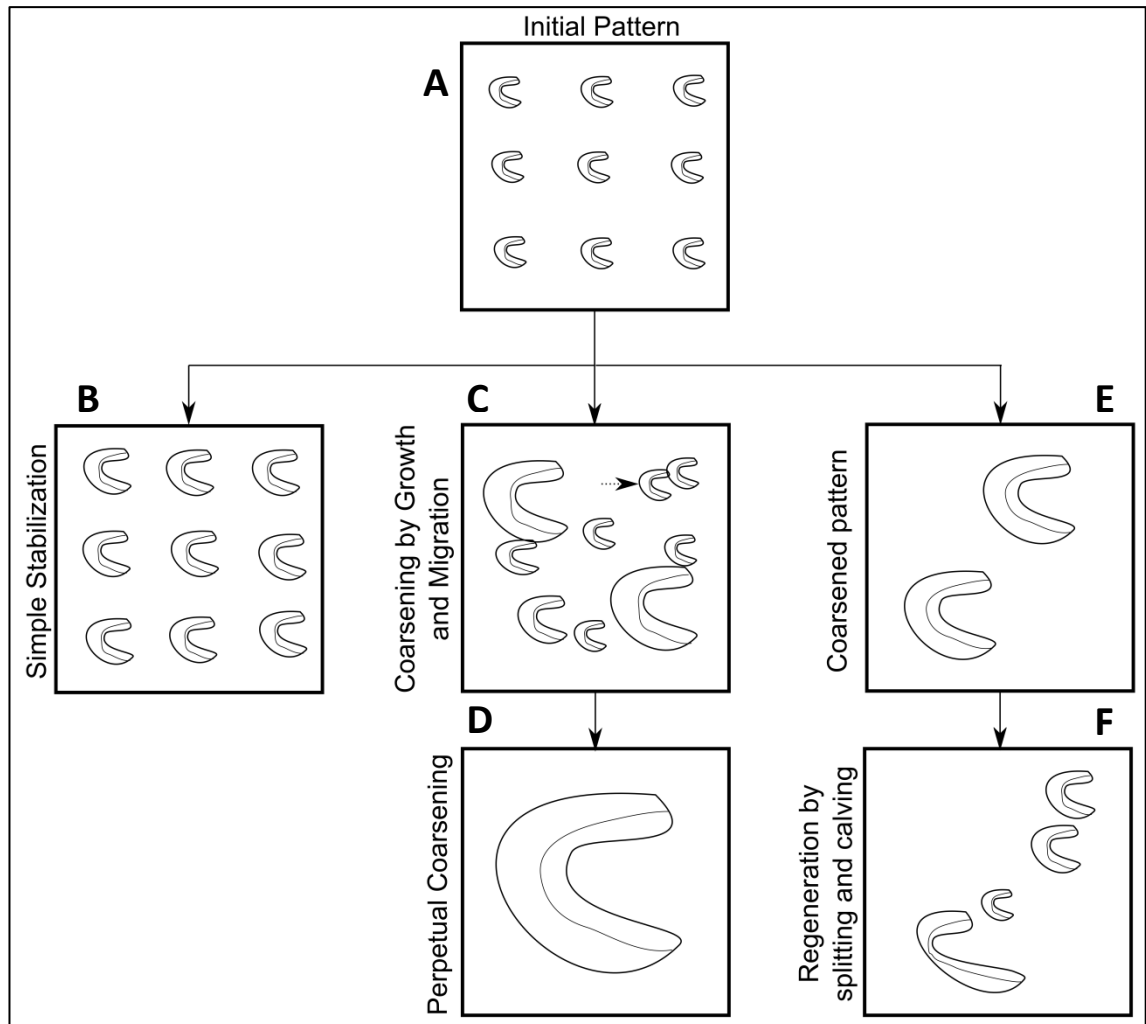 Initial Pattern
A
B
Simple Stabilization
C
Coarsening by Growth
and Migration
E
Coarsened pattern
D
Perpetual Coarsening
F
Regeneration by
splitting and calving